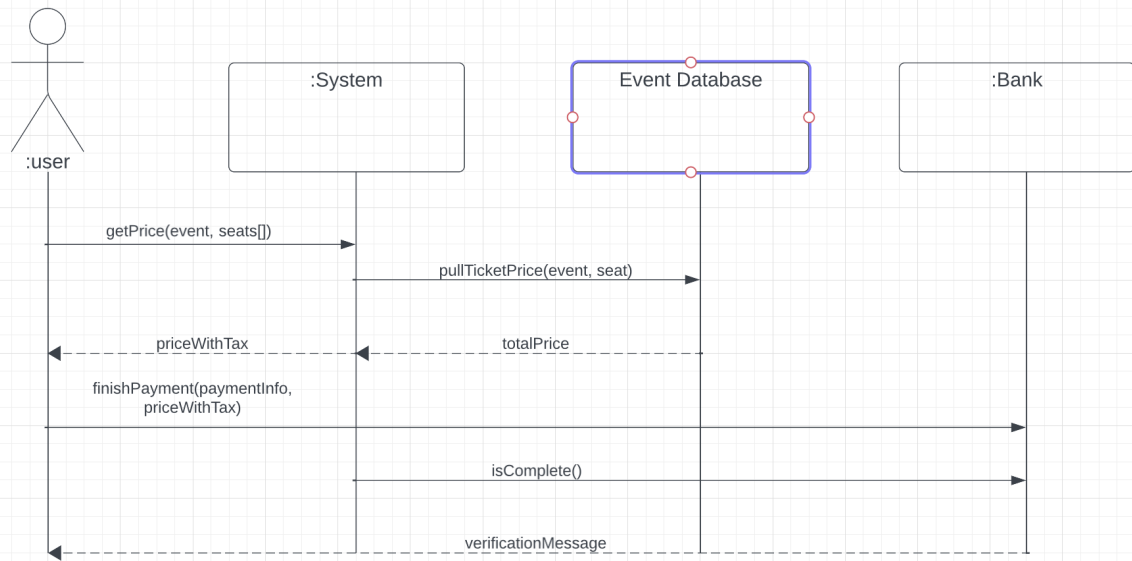 :System
Event Database
:Bank
:user
getPrice(event, seats[])
pullTicketPrice(event, seat)
priceWithTax
totalPrice
finishPayment(paymentInfo,
priceWithTax)
isComplete()
verificationMessage